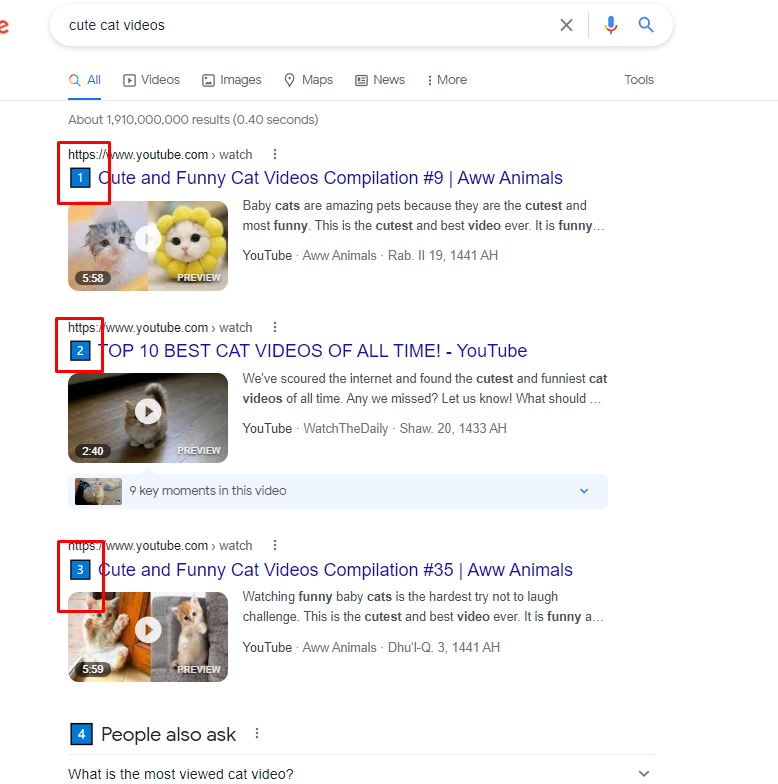 e
cute cat videos
All Videos Images Maps News More Tools
About 1,910,000,000 results (0.40 seconds)
https://www.youtube.com › watch
1 Cute and Funny Cat Videos Compilation #9 | Aww Animals
Baby cats are amazing pets because they are the cutest and
most funny. This is the cutest and best video ever. It is funny…
YouTube · Aww Animals · Rab. II 19, 1441 AH
5:58 PREVIEW
https://www.youtube.com › watch
2 TOP 10 BEST CAT VIDEOS OF ALL TIME! - YouTube
We've scoured the internet and found the cutest and funniest cat
videos of all time. Any we missed? Let us know! What should …
YouTube · WatchTheDaily · Shaw. 20, 1433 AH
2:40 PREVIEW
9 key moments in this video
https://www.youtube.com › watch
3 Cute and Funny Cat Videos Compilation #35 | Aww Animals
Watching funny baby cats is the hardest try not to laugh
challenge. This is the cutest and best video ever. It is funny a…
YouTube · Aww Animals · Dhuʻl-Q. 3, 1441 AH
5:59 PREVIEW
4 People also ask
What is the most viewed cat video?